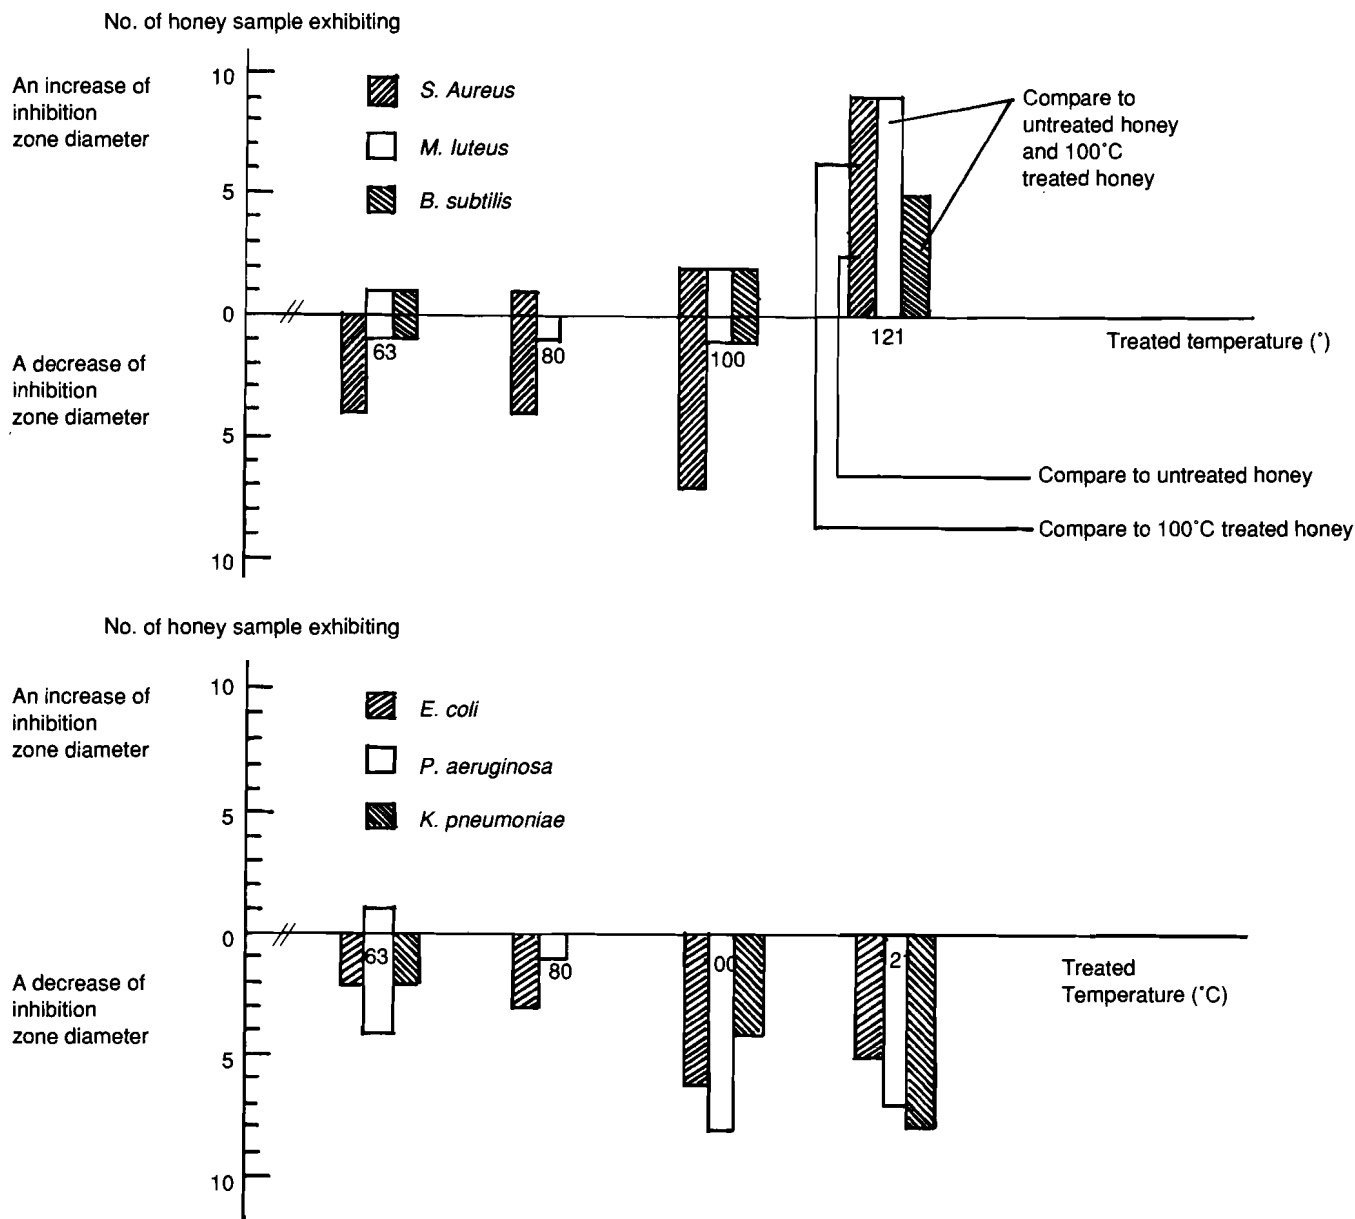 No. of honey sample exhibiting
An increase of
inhibition
zone diameter
10
5
0
5
10
A decrease of
inhibition
zone diameter
S. Aureus
M. luteus
B. subtilis
63
80
100
121
Compare to
untreated honey
and 100°C
treated honey
Treated temperature (°)
Compare to untreated honey
Compare to 100°C treated honey
No. of honey sample exhibiting
An increase of
inhibition
zone diameter
10
5
0
5
10
A decrease of
inhibition
zone diameter
E. coli
P. aeruginosa
K. pneumoniae
63
80
Treated
Temperature (°C)